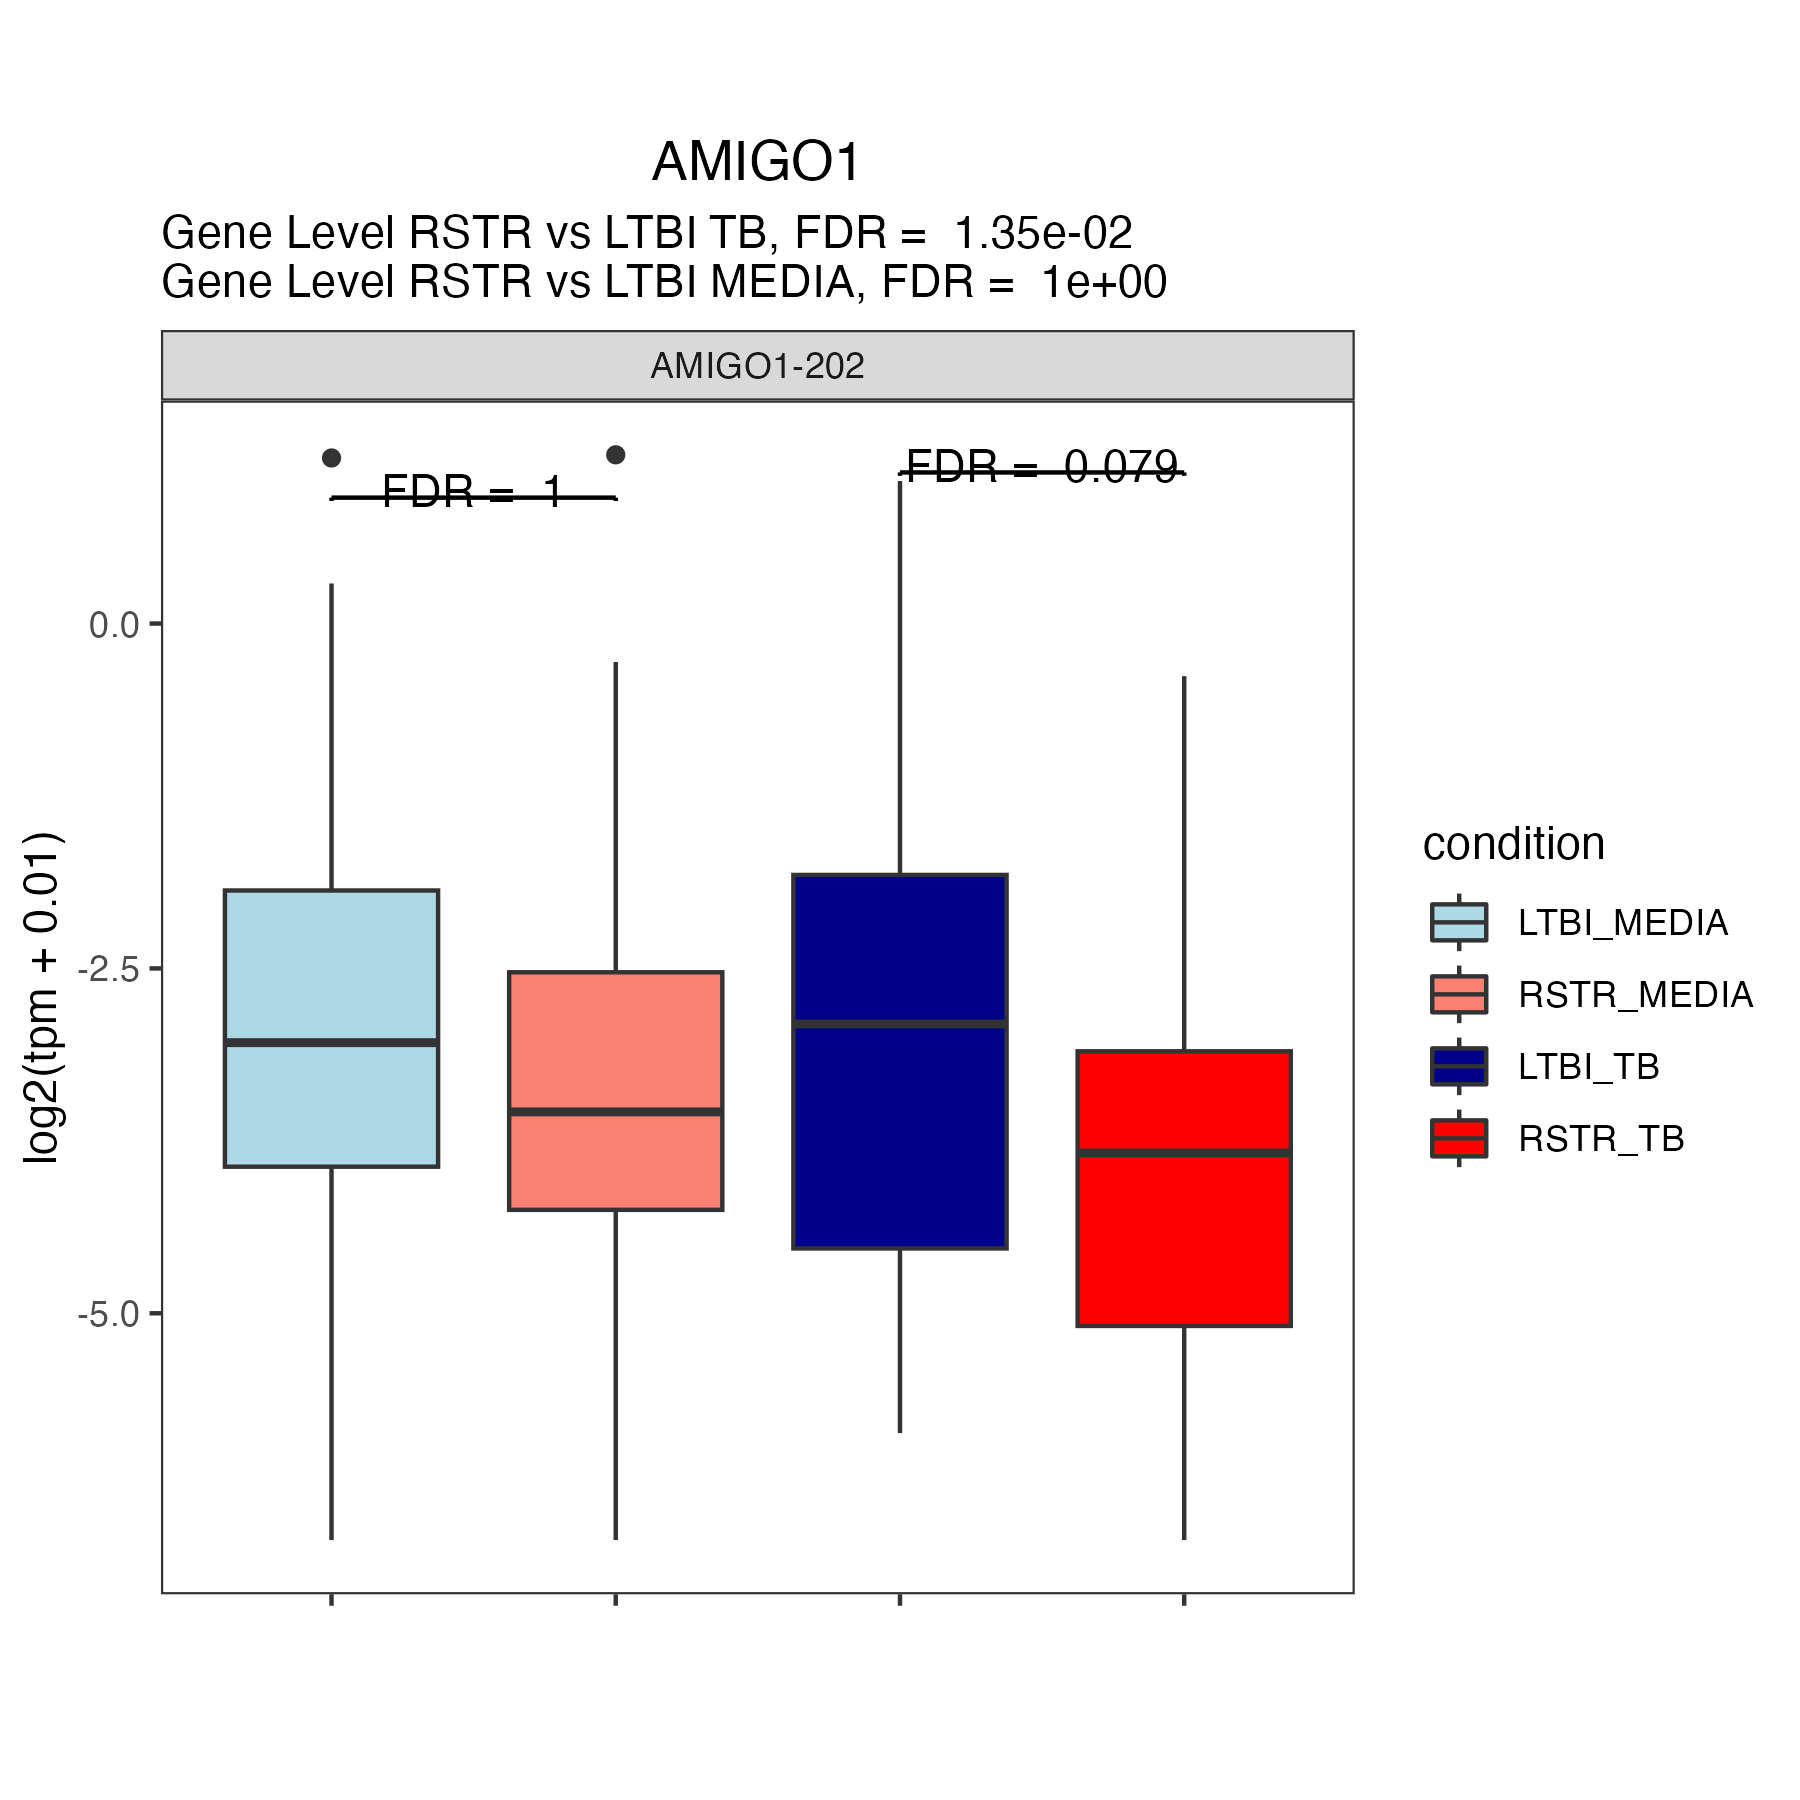 AMIGO1
Gene Level RSTR vs LTBI TB, FDR =  1.35e-02
Gene Level RSTR vs LTBI MEDIA, FDR =  1e+00
AMIGO1-202
FDR =  1
FDR =  0.079
0.0
-2.5
-5.0
log2(tpm + 0.01)
condition
LTBI_MEDIA
RSTR_MEDIA
LTBI_TB
RSTR_TB